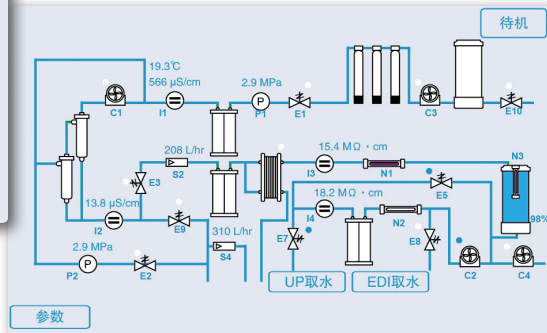 待机
19.3℃
566 μS/cm
2.9 MPa
C1
I1
P1
E1
C3
E10
208 L/hr
15.4 MΩ·cm
N3
E3
S2
I3
N1
18.2 MΩ·cm
E5
13.8 μS/cm
I2
E9
310 L/hr
I4
N2
98%
E7
E8
2.9 MPa
S4
P2
E2
UP取水
EDI取水
C2
C4
参数